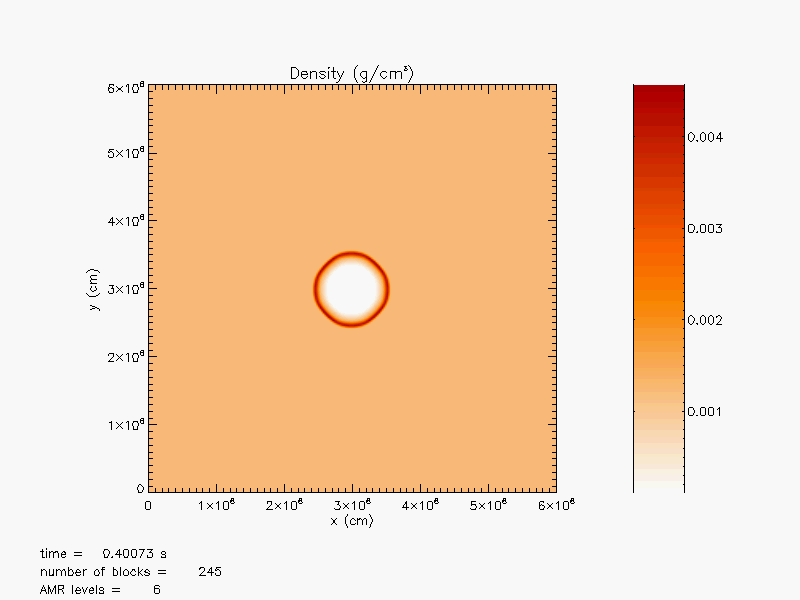 Density (g/cm³)
6×10⁶
5×10⁶
4×10⁶
3×10⁶
2×10⁶
1×10⁶
0
y (cm)
0 1×10⁶ 2×10⁶ 3×10⁶ 4×10⁶ 5×10⁶ 6×10⁶
x (cm)
0.004
0.003
0.002
0.001
time = 0.40073 s
number of blocks = 245
AMR levels = 6